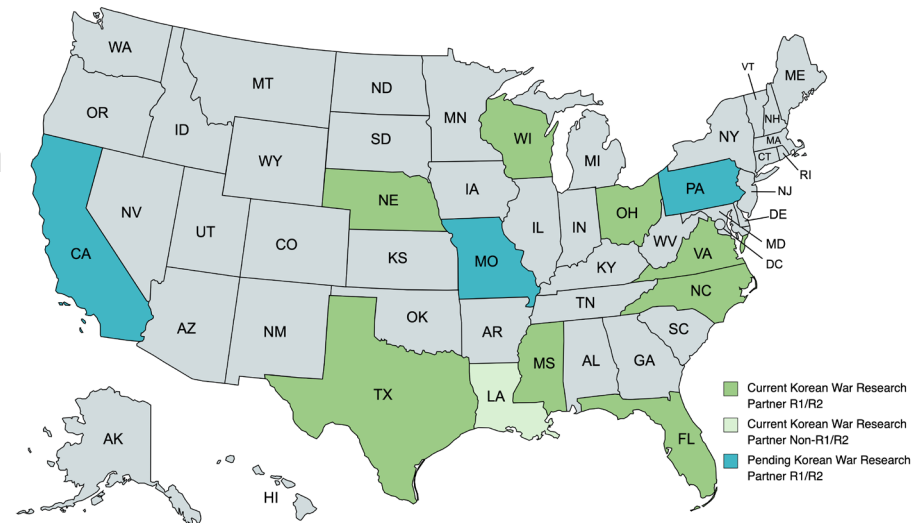 WA
MT
ND
MN
VT
ME
OR
ID
SD
WI
MI
NY
NH
MA
CT
RI
WY
NE
IA
PA
NJ
NV
UT
CO
KS
MO
IL
IN
OH
WV
DE
MD
DC
CA
KY
VA
NC
AZ
NM
OK
AR
TN
SC
TX
LA
MS
AL
GA
FL
AK
HI
Current Korean War Research
Partner R1/R2
Current Korean War Research
Partner Non-R1/R2
Pending Korean War Research
Partner R1/R2